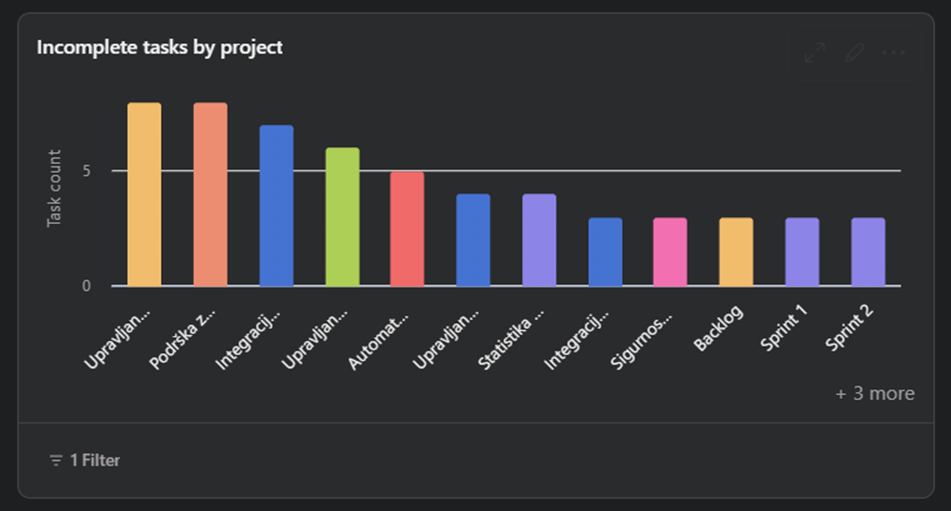 Incomplete tasks by project
Task count
5
0
Upravljan...
Podrška z...
Integracij...
Upravljan...
Automat...
Upravljan...
Statistika ...
Integracij...
Sigurnos...
Backlog
Sprint 1
Sprint 2
+ 3 more
1 Filter